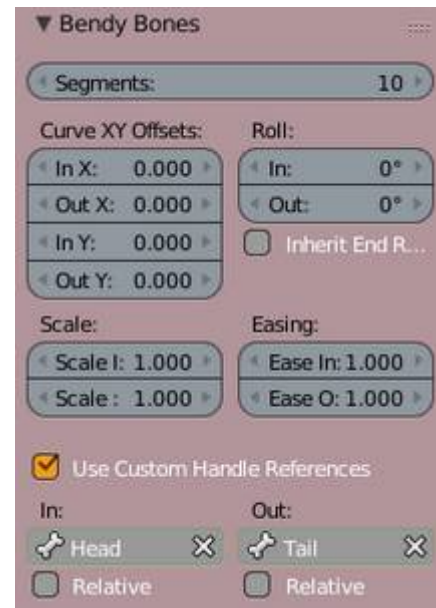 Bendy Bones
Segments: 10
Curve XY Offsets:
In X: 0.000
Out X: 0.000
In Y: 0.000
Out Y: 0.000
Roll:
In: 0°
Out: 0°
Inherit End R...
Scale:
Scale I: 1.000
Scale : 1.000
Easing:
Ease In: 1.000
Ease O: 1.000
Use Custom Handle References
In:
Head
Relative
Out:
Tail
Relative